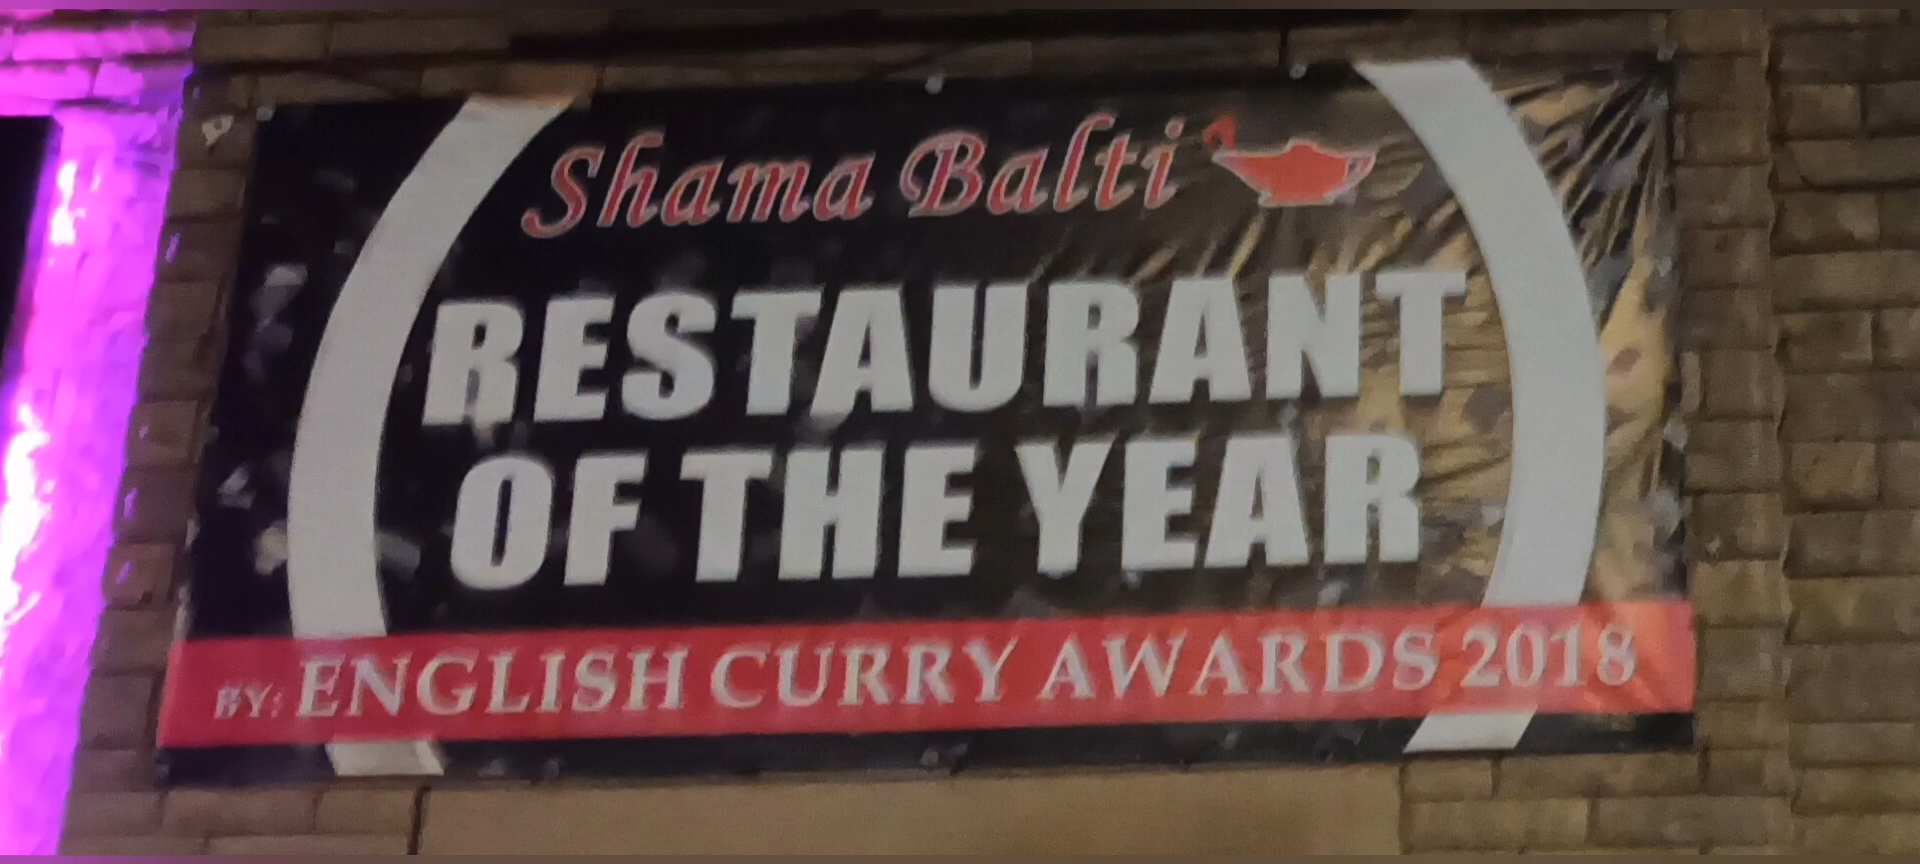 Shama Balti
RESTAURANT
OF THE YEAR
BY: ENGLISH CURRY AWARDS 2018